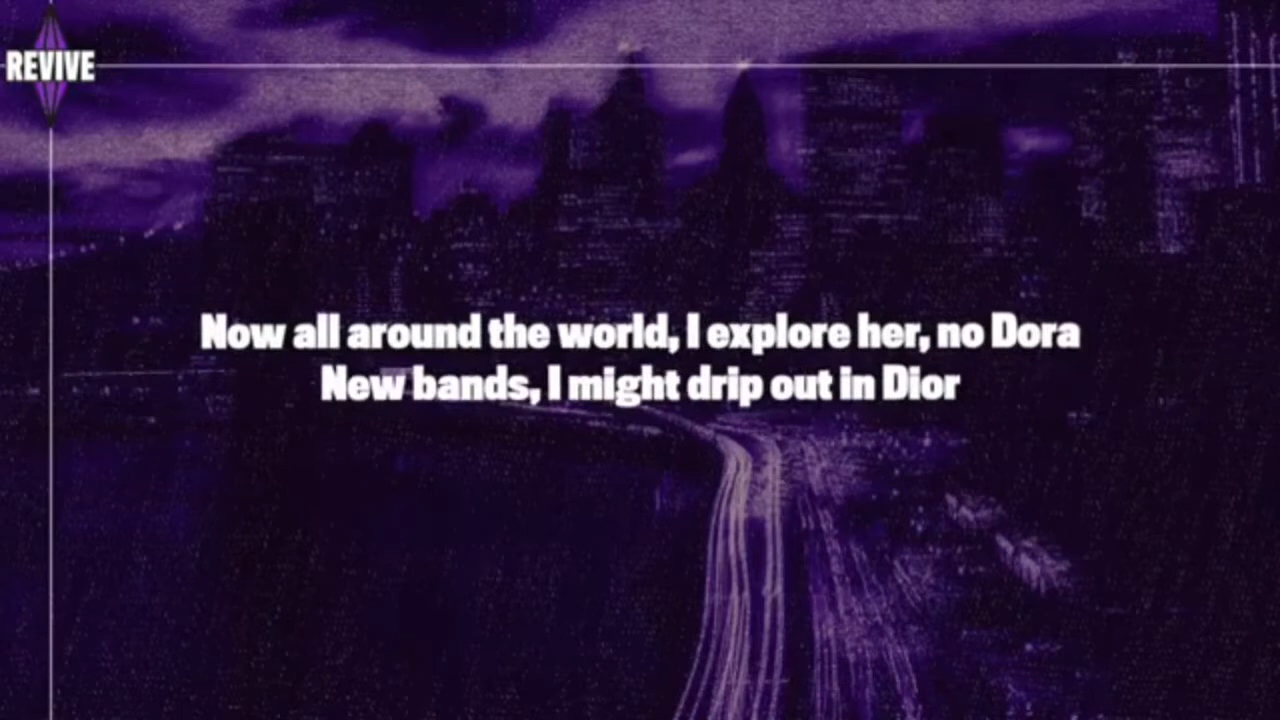 REVIVE
Now all around the world, I explore her, no Dora
New bands, I might drip out in Dior